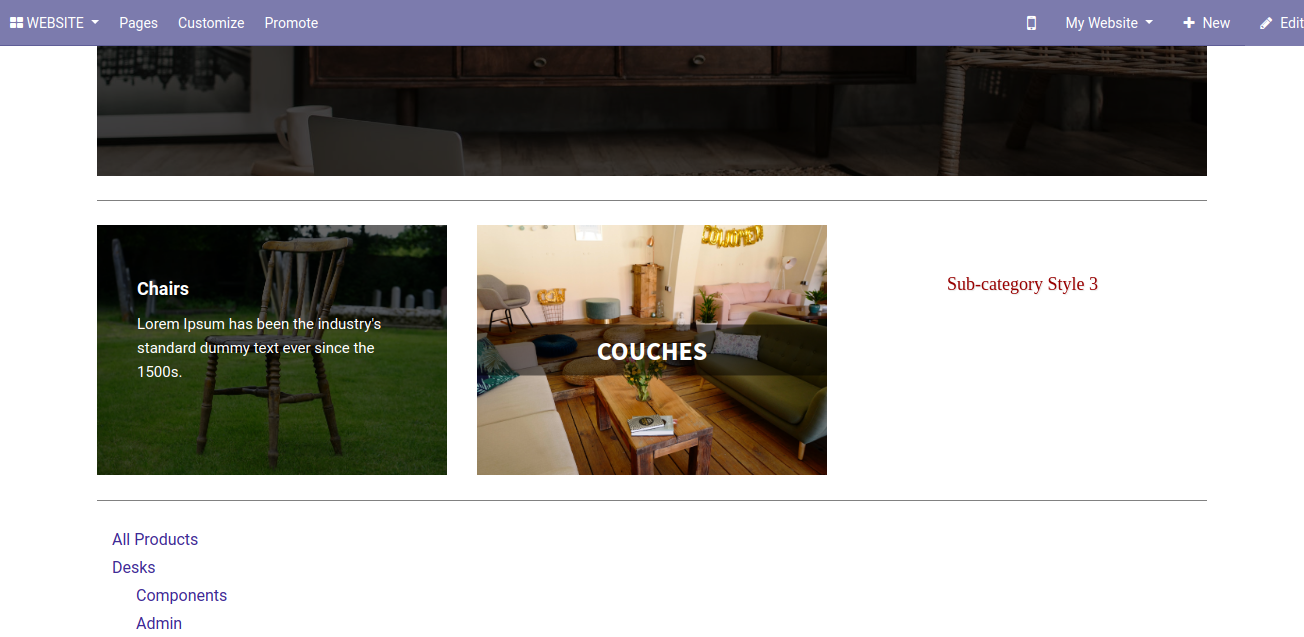 WEBSITE Pages Customize Promote My Website New Edit
Chairs
Lorem Ipsum has been the industry's
standard dummy text ever since the
1500s.
COUCHES
Sub-category Style 3
All Products
Desks
Components
Admin